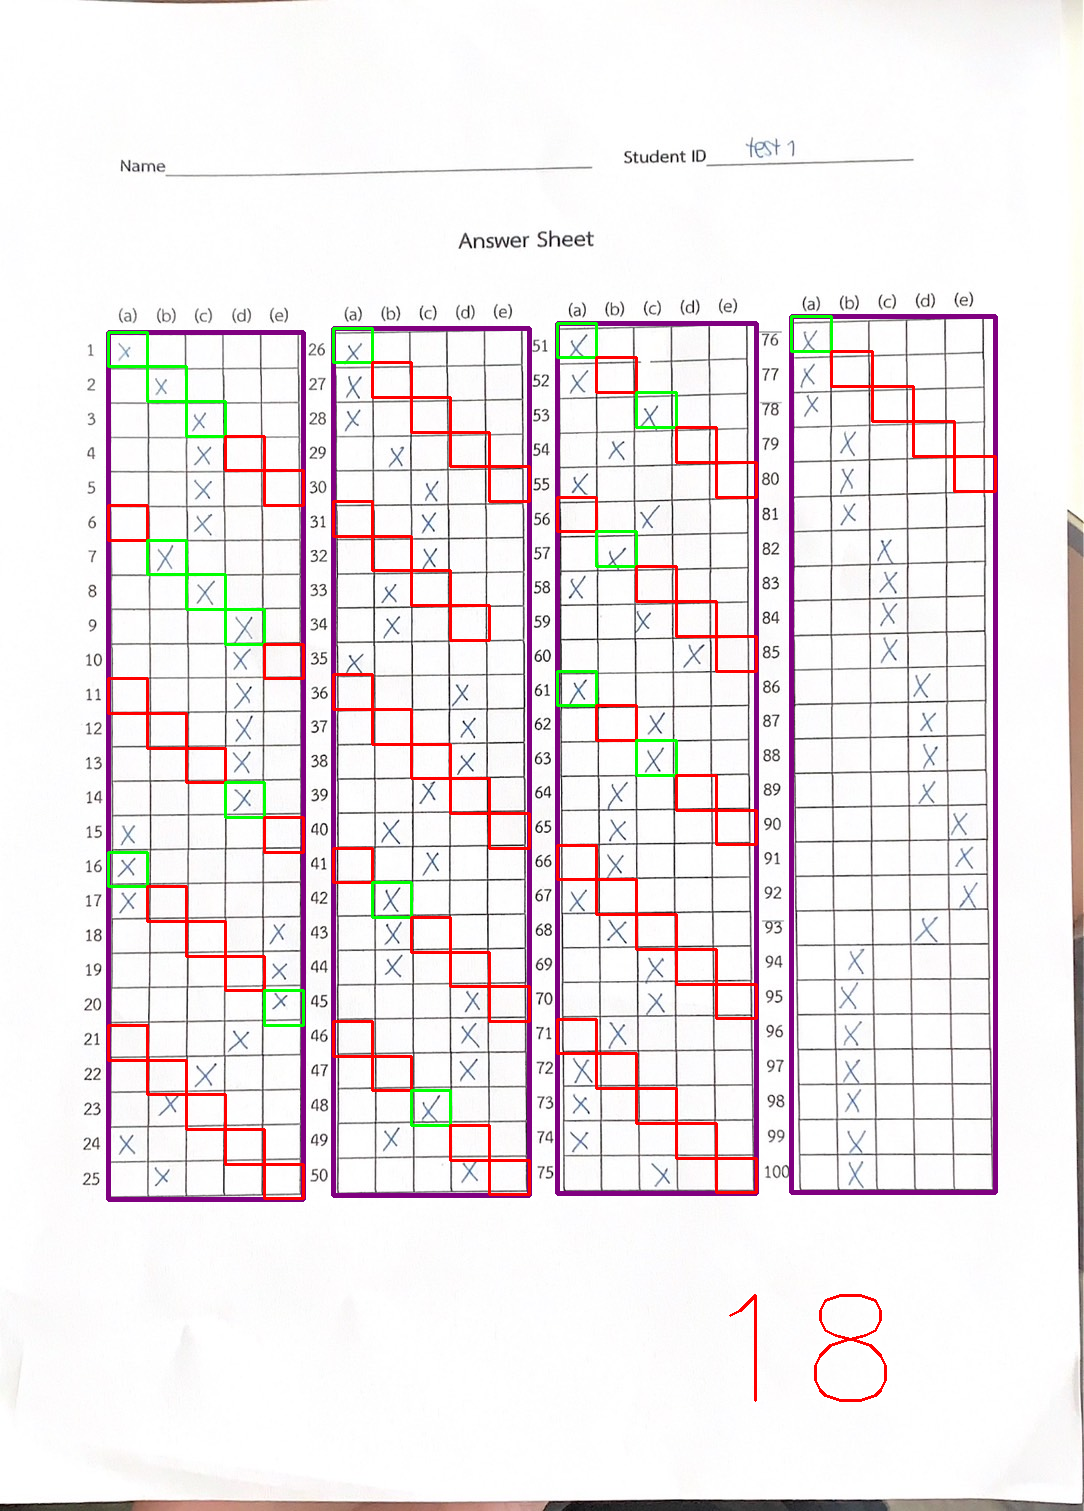 Name Student ID test 1
Answer Sheet
(a) (b) (c) (d) (e) (a) (b) (c) (d) (e) (a) (b) (c) (d) (e) (a) (b) (c) (d) (e)
1 X 26 X 51 X 76 X
2 X 27 X 52 X 77 X
3 X 28 X 53 X 78 X
4 X 29 X 54 X 79 X
5 X 30 X 55 X 80 X
6 X 31 X 56 X 81 X
7 X 32 X 57 X 82 X
8 X 33 X 58 X 83 X
9 X 34 X 59 X 84 X
10 X 35 X 60 X 85 X
11 X 36 X 61 X 86 X
12 X 37 X 62 X 87 X
13 X 38 X 63 X 88 X
14 X 39 X 64 X 89 X
15 X 40 X 65 X 90 X
16 X 41 X 66 X 91 X
17 X 42 X 67 X 92 X
18 X 43 X 68 X 93 X
19 X 44 X 69 X 94 X
20 X 45 X 70 X 95 X
21 X 46 X 71 X 96 X
22 X 47 X 72 X 97 X
23 X 48 X 73 X 98 X
24 X 49 X 74 X 99 X
25 X 50 X 75 X 100 X
18